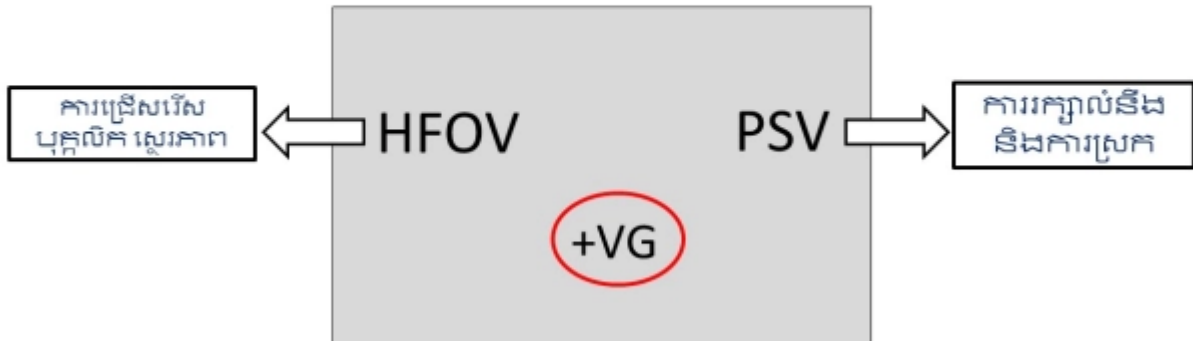 ការជ្រើសរើស
បុគ្គលិក ស្ថេរភាព
HFOV
PSV
ការរក្សាលំនឹង
និងការស្រក
+VG